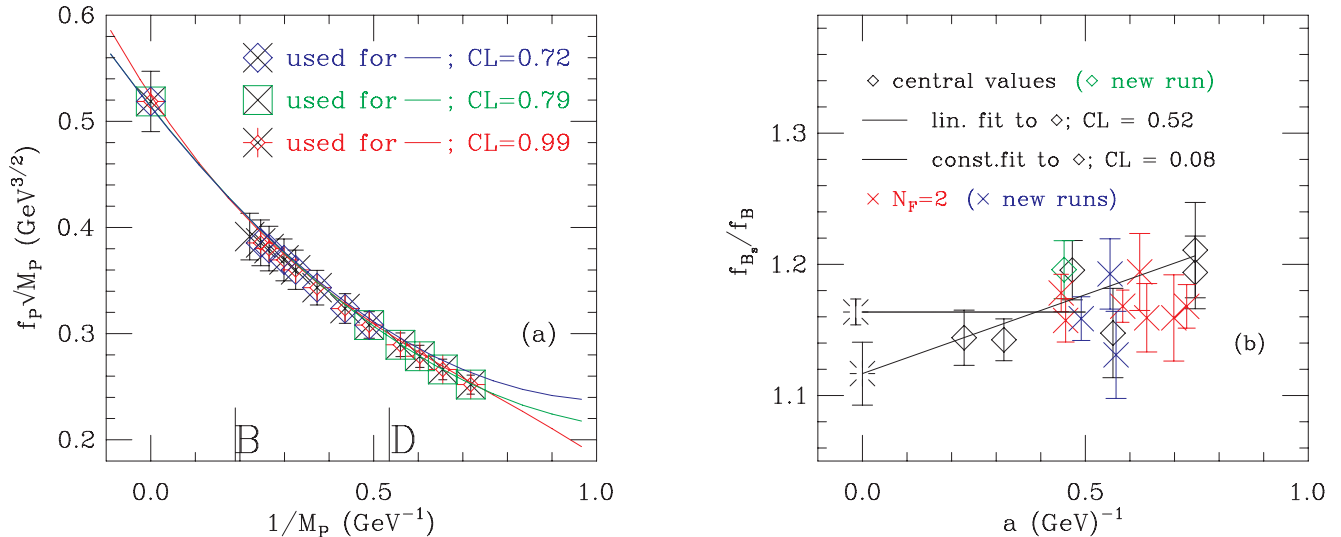 0.6
0.5
0.4
0.3
0.2
f_P√M_P (GeV^{3/2})
used for — ; CL=0.72
used for — ; CL=0.79
used for — ; CL=0.99
(a)
B
D
0.0 0.5 1.0
1/M_P (GeV^{-1})
1.3
1.2
1.1
f_{B_s}/f_B
◇ central values (◇ new run)
— lin. fit to ◇; CL = 0.52
— const.fit to ◇; CL = 0.08
× N_F=2 (× new runs)
(b)
0.0 0.5 1.0
a (GeV)^{-1}